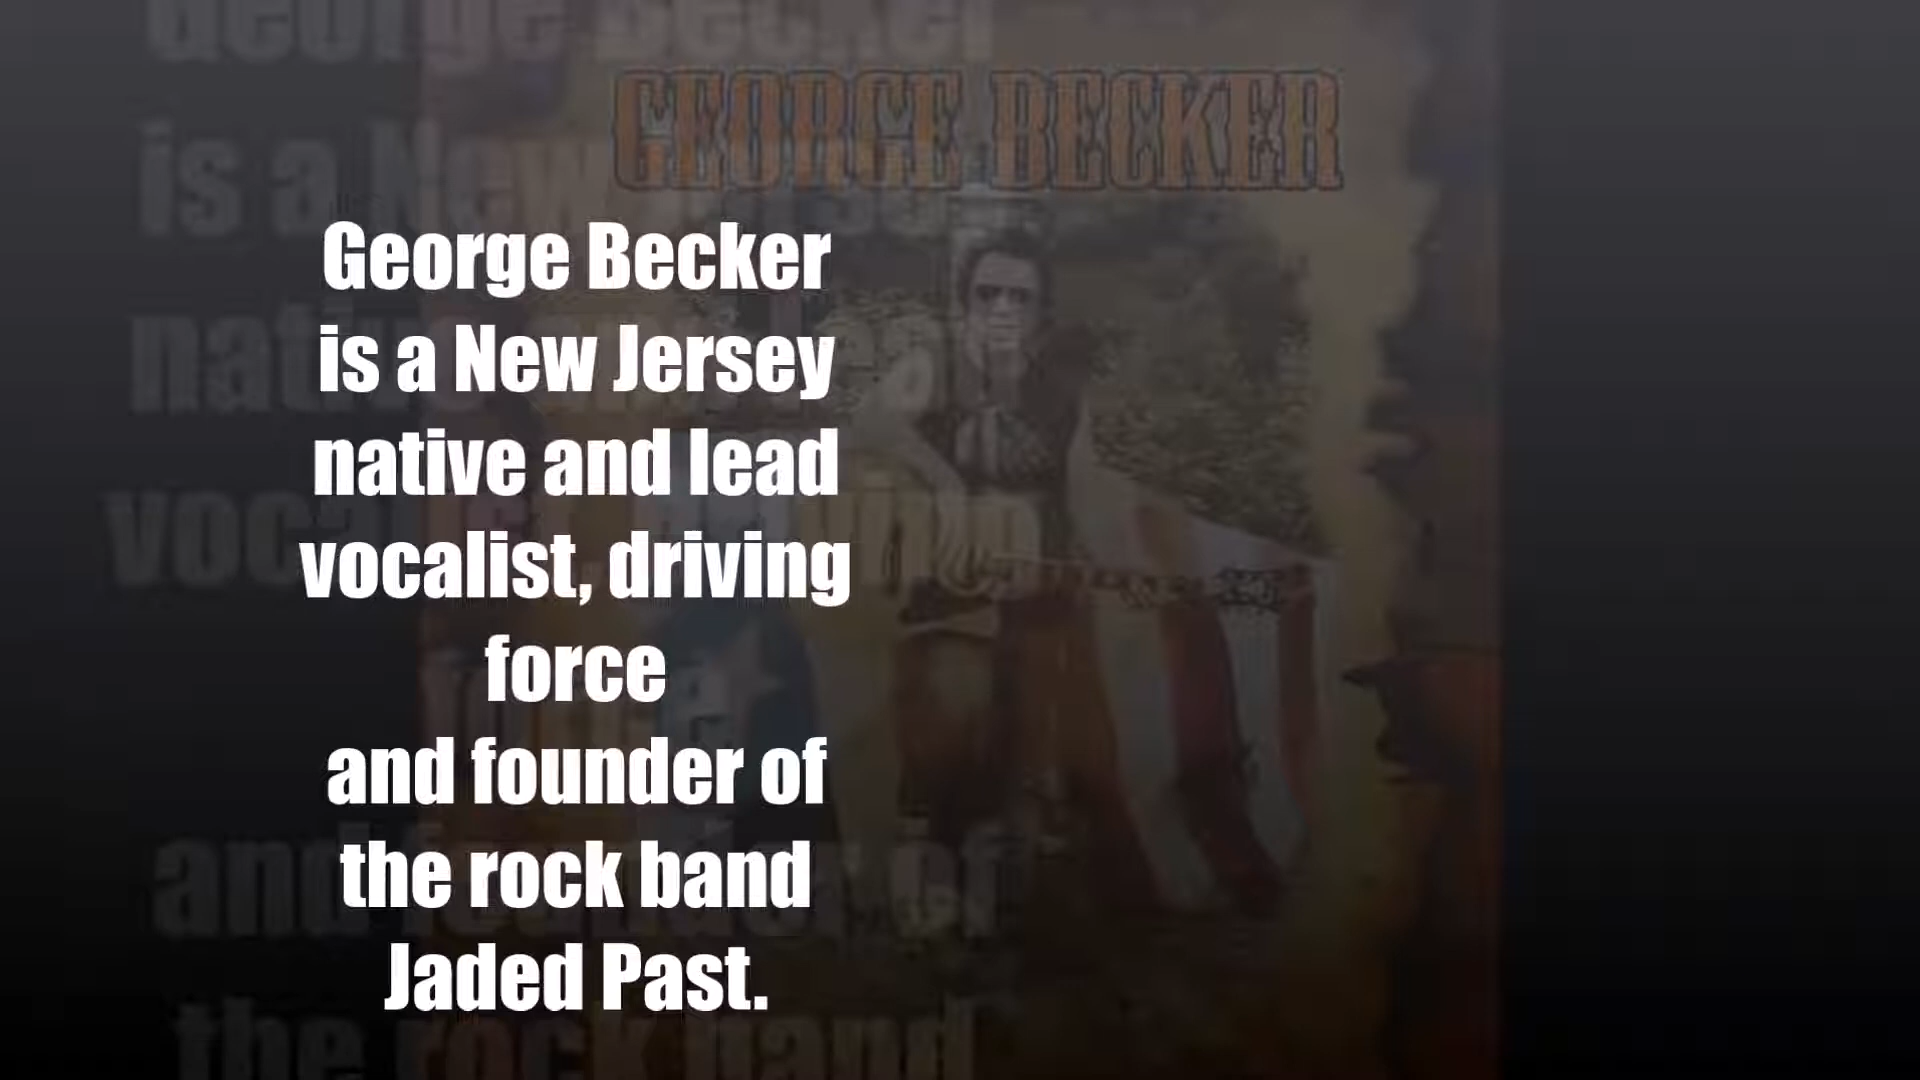 GEORGE BECKER
George Becker
is a New Jersey
native and lead
vocalist, driving
force
and founder of
the rock band
Jaded Past.